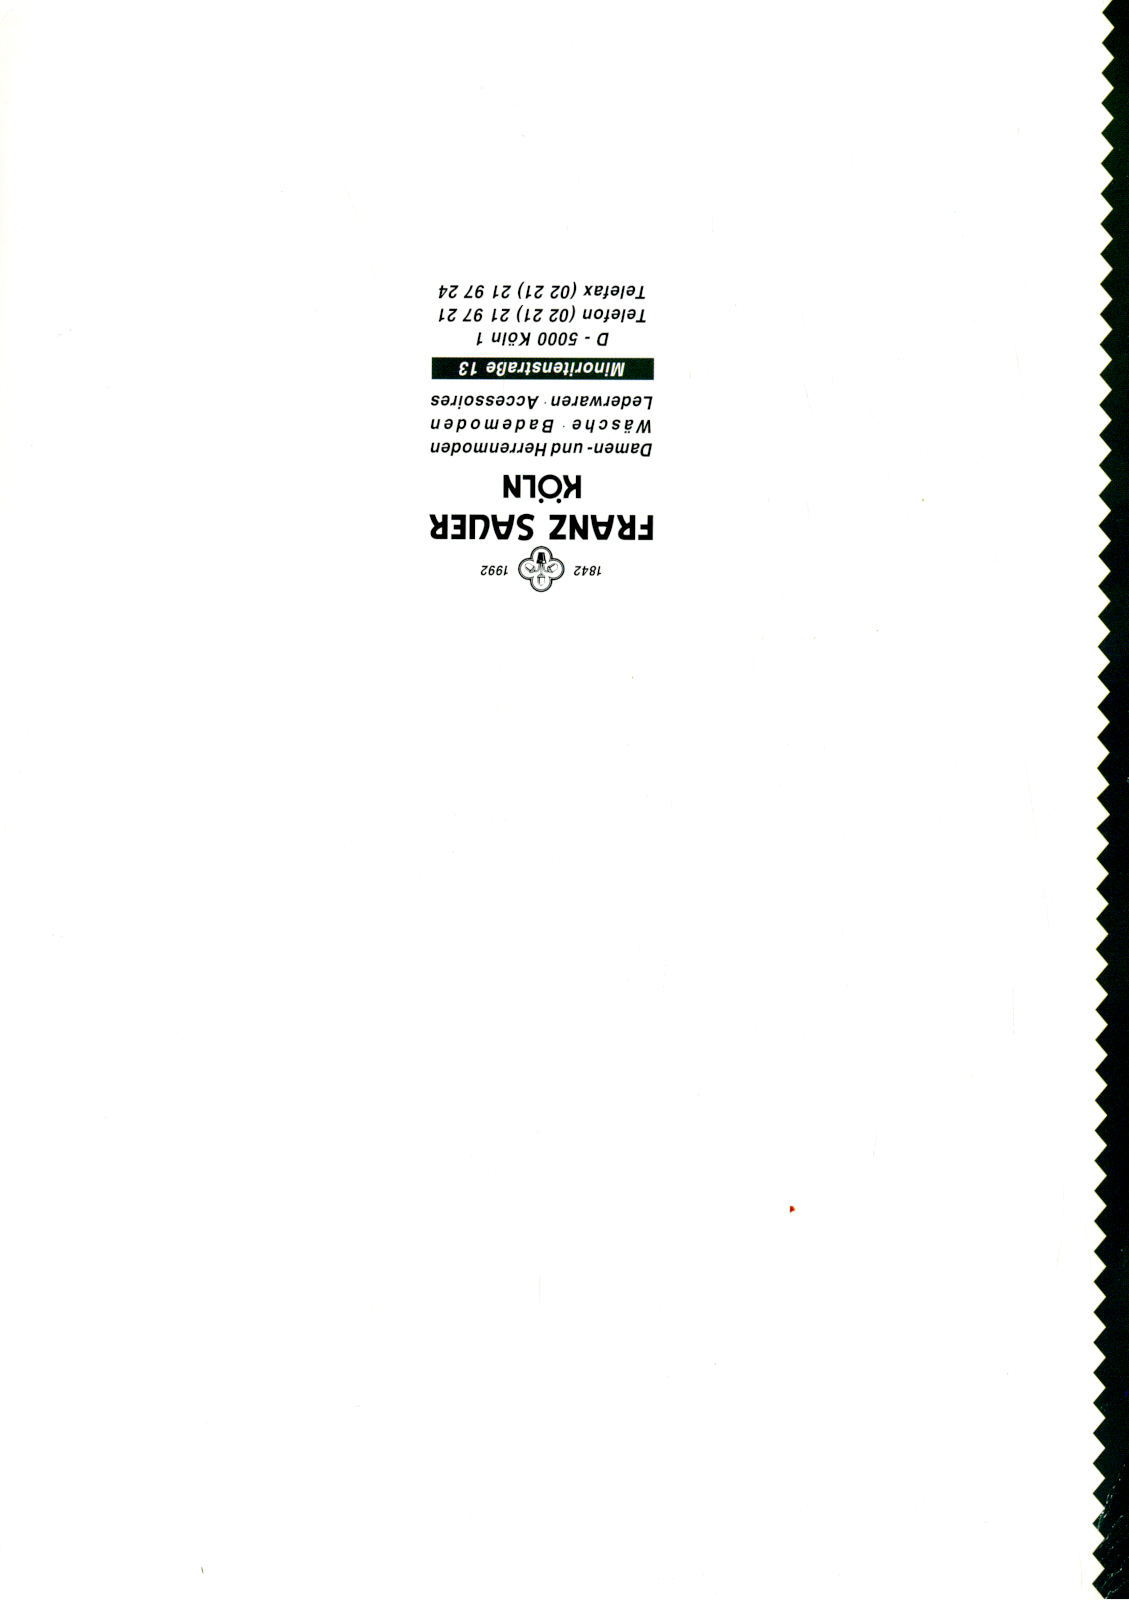 1842 1992
FRANZ SAUER
KÖLN
Damen- und Herrenmoden
Wäsche · Bademoden
Lederwaren · Accessoires
Minoritenstraße 13
D - 5000 Köln 1
Telefon (02 21) 21 97 21
Telefax (02 21) 21 97 24